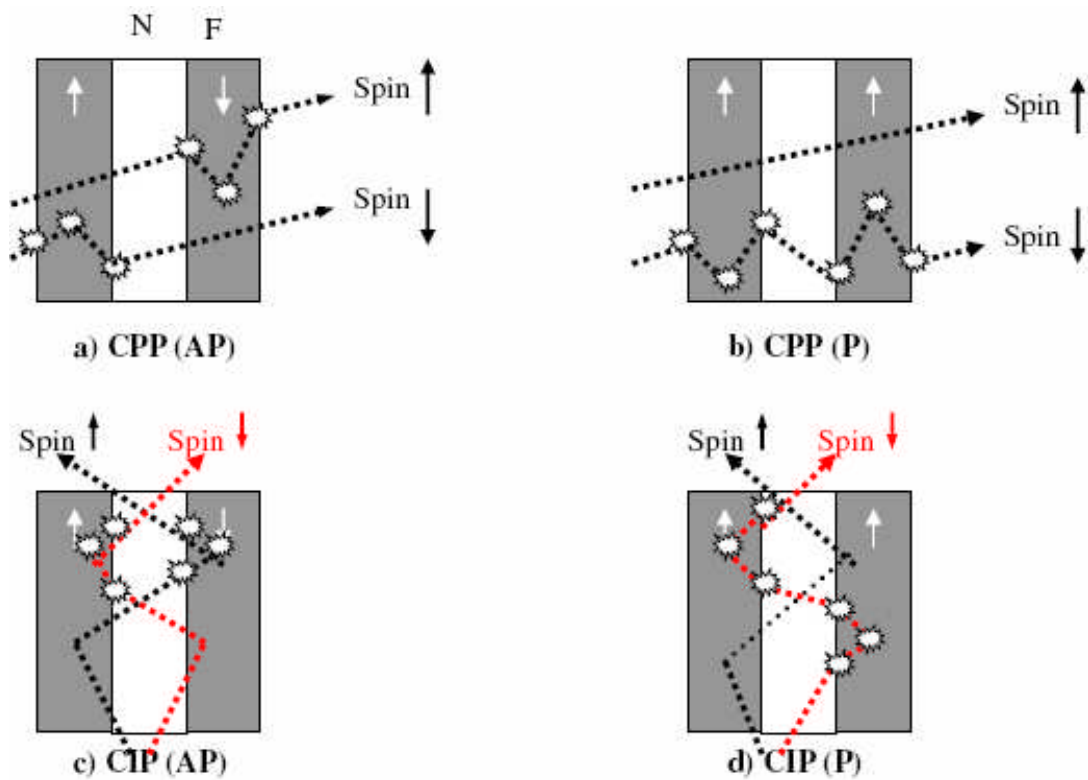 N F
Spin
Spin
a) CPP (AP)
Spin
Spin
b) CPP (P)
Spin Spin
c) CIP (AP)
Spin Spin
d) CIP (P)